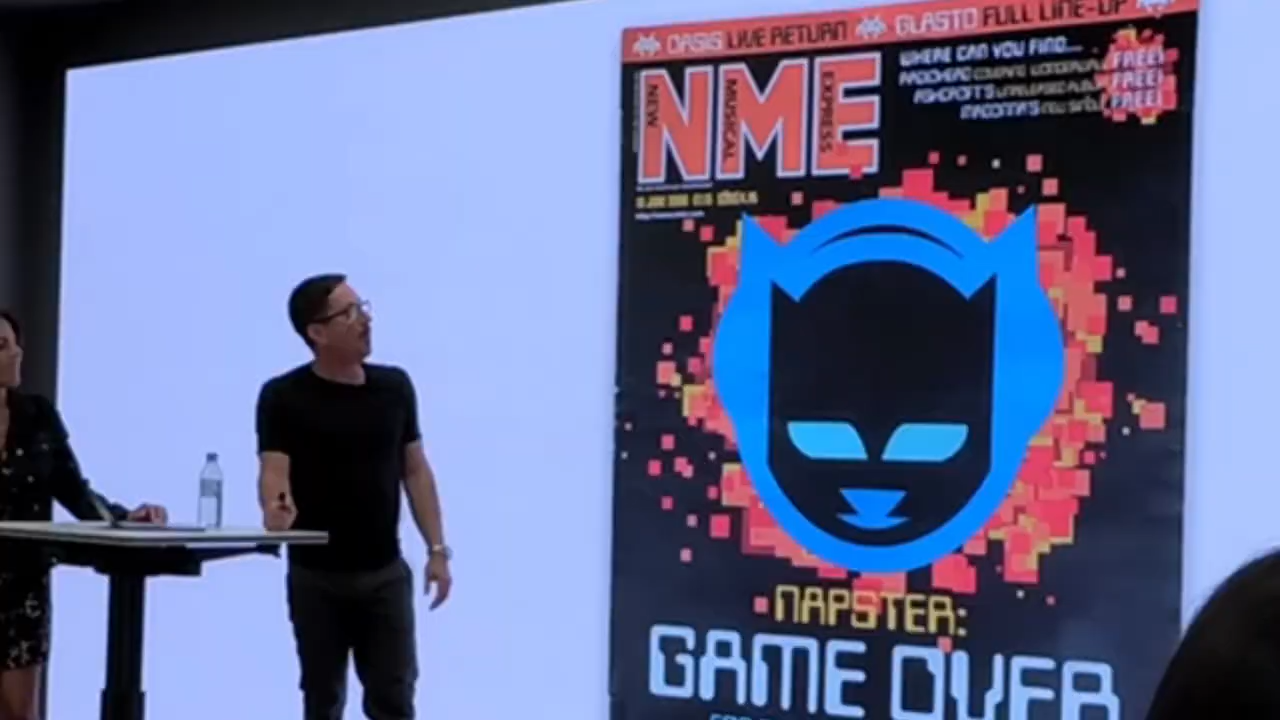 OASIS LIVE RETURN GLASTO FULL LINE-UP
NME
NEW MUSICAL EXPRESS
WHERE CAN YOU FIND...
FREE!
FREE!
FREE!
NAPSTER:
GAME OVER